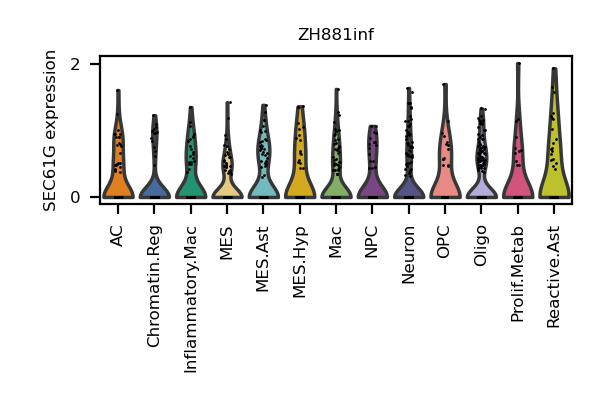 ZH881inf
SEC61G expression
2
0
AC
Chromatin.Reg
Inflammatory.Mac
MES
MES.Ast
MES.Hyp
Mac
NPC
Neuron
OPC
Oligo
Prolif.Metab
Reactive.Ast